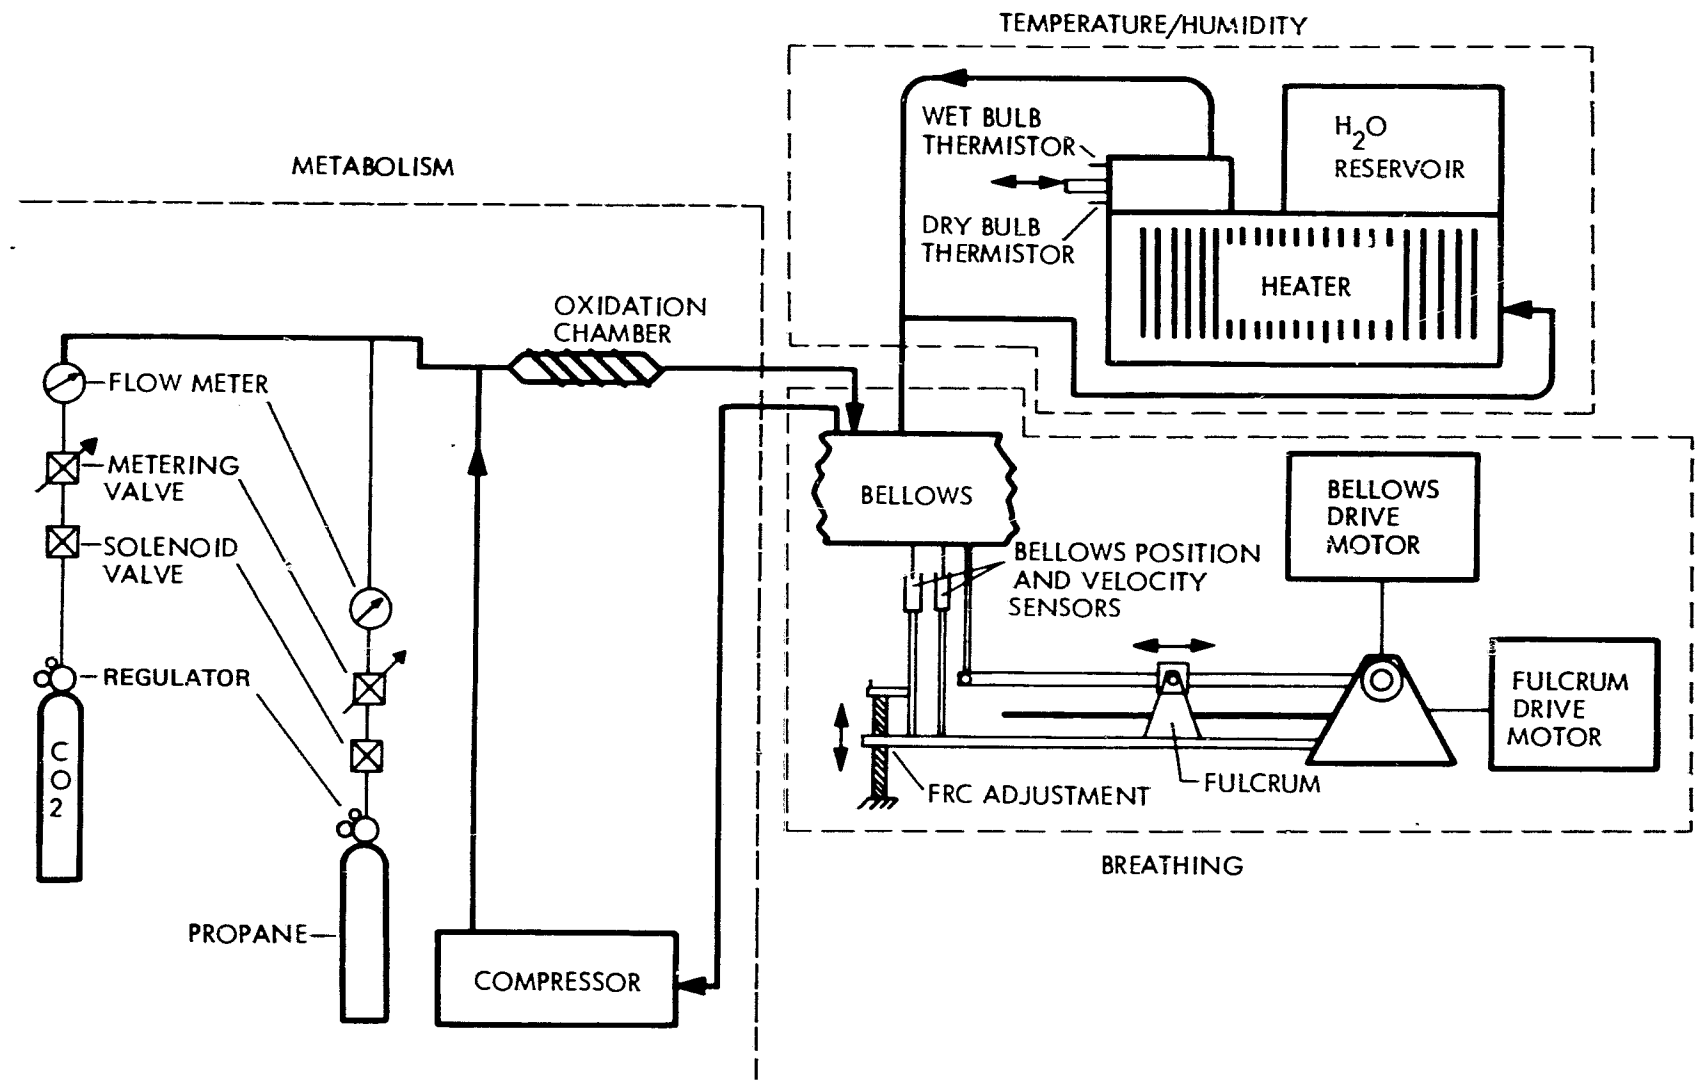 TEMPERATURE/HUMIDITY
WET BULB
THERMISTOR
H2O
RESERVOIR
DRY BULB
THERMISTOR
HEATER
METABOLISM
OXIDATION
CHAMBER
FLOW METER
METERING
VALVE
SOLENOID
VALVE
REGULATOR
C
O
2
PROPANE
COMPRESSOR
BELLOWS
BELLOWS POSITION
AND VELOCITY
SENSORS
BELLOWS
DRIVE
MOTOR
FULCRUM
DRIVE
MOTOR
FULCRUM
FRC ADJUSTMENT
BREATHING